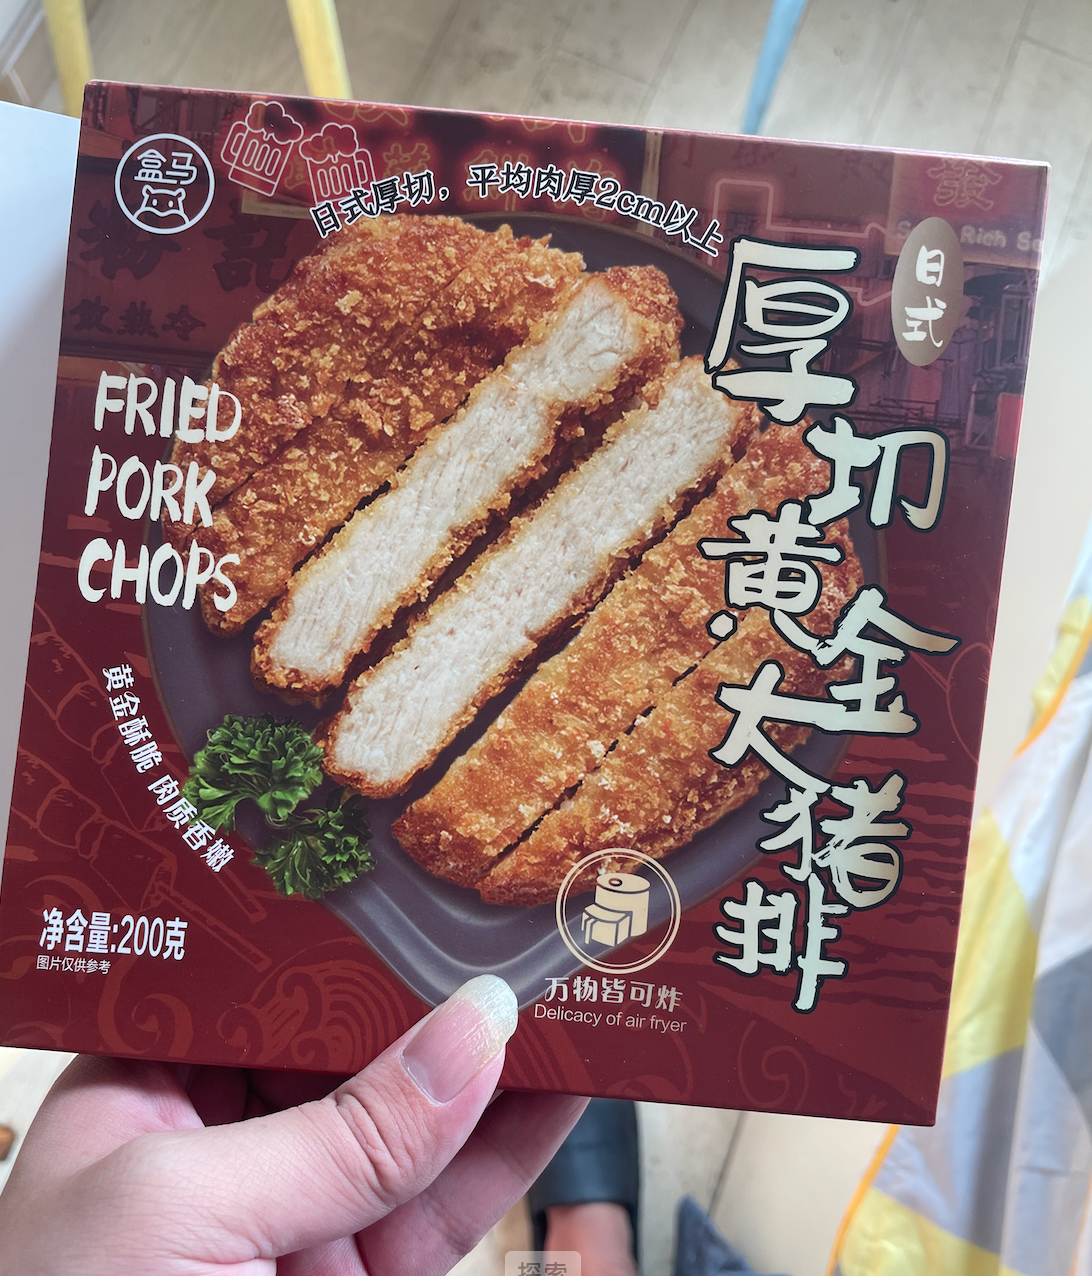 盒马
日式厚切，平均肉厚2cm以上
日式
厚切黄金大猪排
FRIED
PORK
CHOPS
黄金酥脆 肉质香嫩
净含量:200克
图片仅供参考
万物皆可炸
Delicacy of air fryer
探索